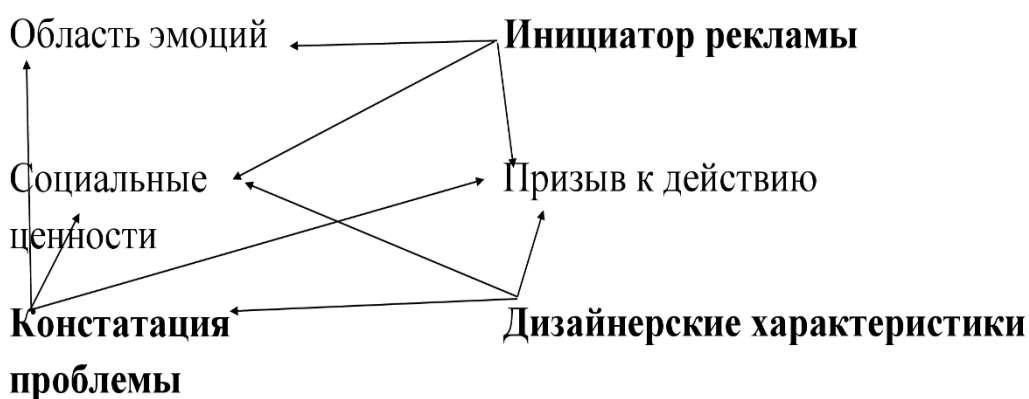 Область эмоций
Инициатор рекламы
Социальные
ценности
Призыв к действию
Констатация
проблемы
Дизайнерские характеристики